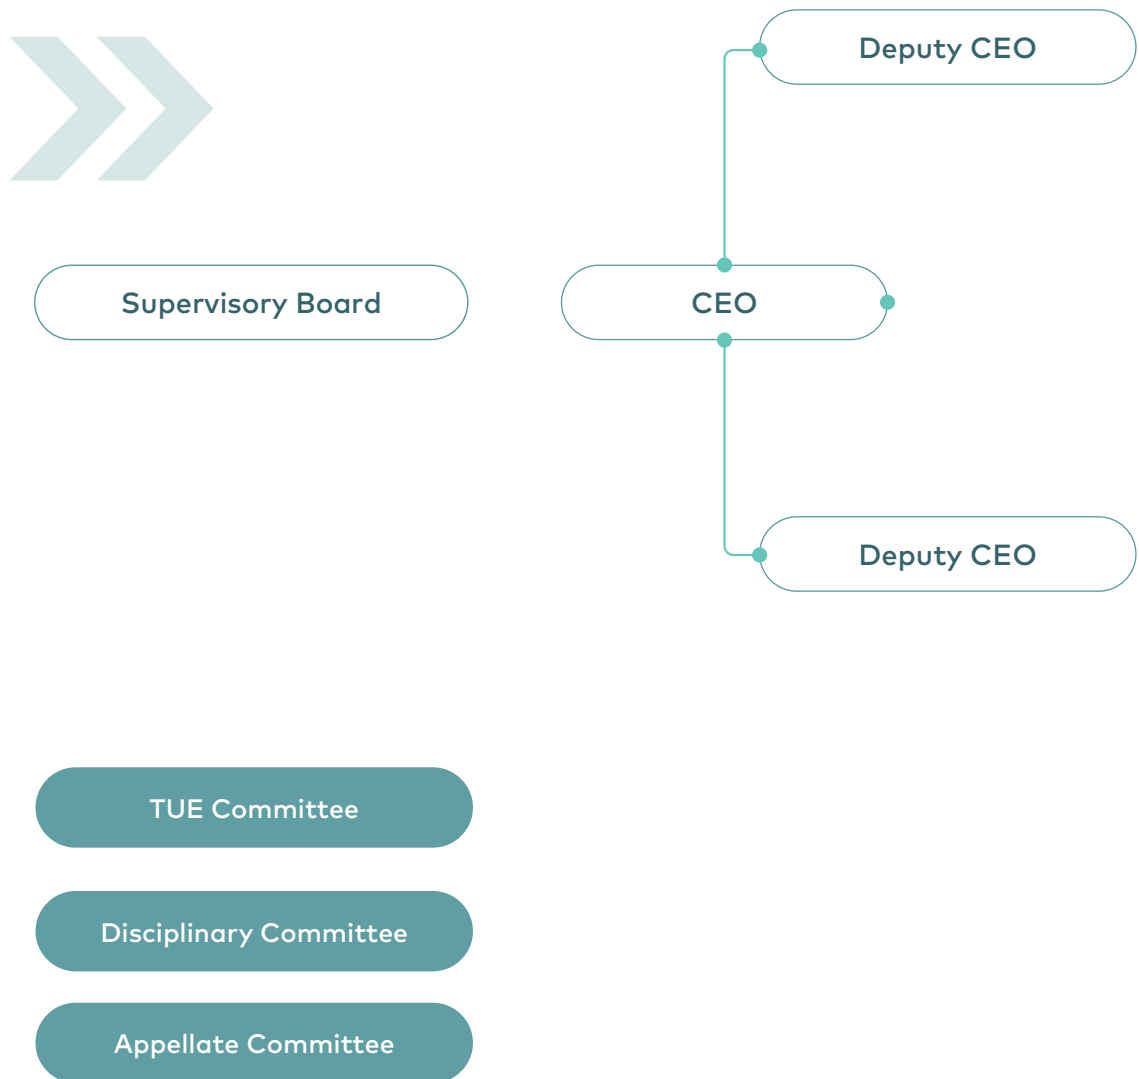 Deputy CEO
Supervisory Board
CEO
Deputy CEO
TUE Committee
Disciplinary Committee
Appellate Committee